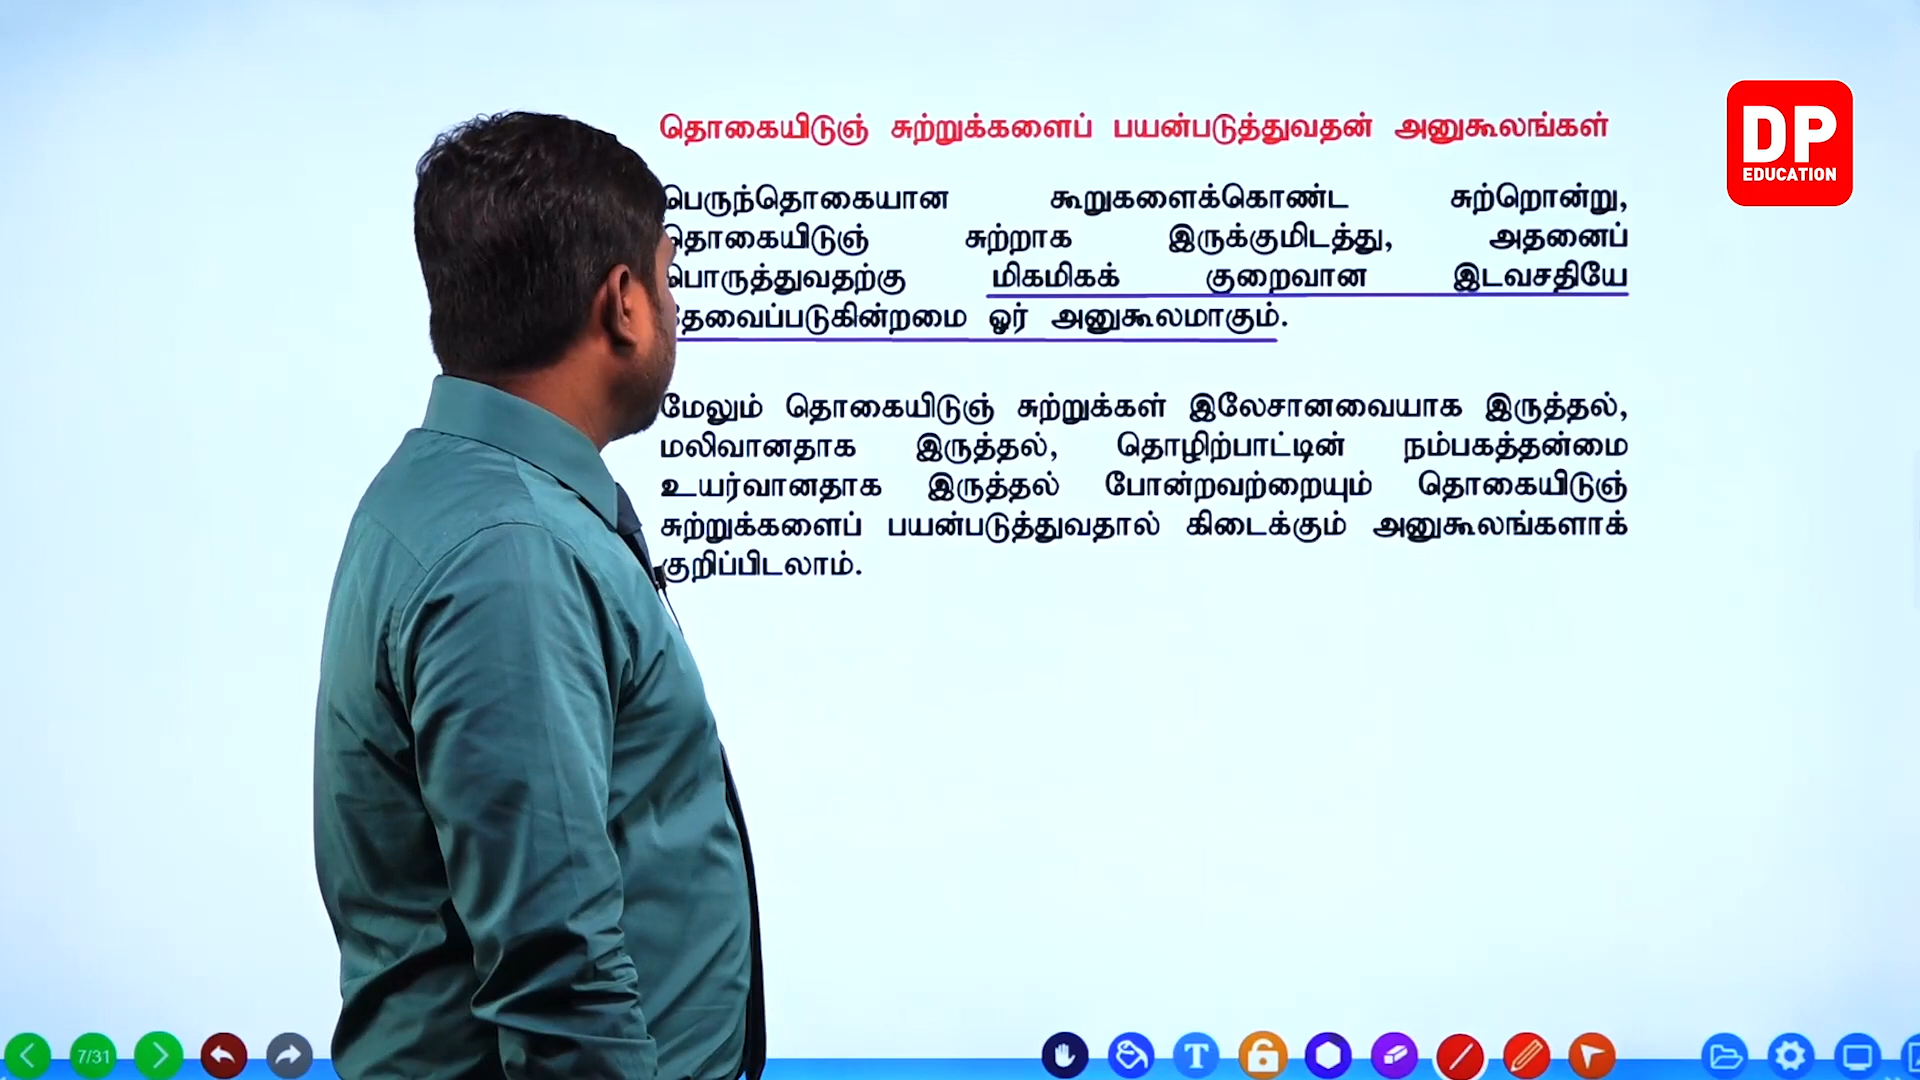 தொகையிடுஞ் சுற்றுக்களைப் பயன்படுத்துவதன் அனுகூலங்கள்
DP
EDUCATION
பெருந்தொகையான கூறுகளைக்கொண்ட சுற்றொன்று,
தொகையிடுஞ் சுற்றாக இருக்குமிடத்து, அதனைப்
பொருத்துவதற்கு மிகமிகக் குறைவான இடவசதியே
தேவைப்படுகின்றமை ஓர் அனுகூலமாகும்.
மேலும் தொகையிடுஞ் சுற்றுக்கள் இலேசானவையாக இருத்தல்,
மலிவானதாக இருத்தல், தொழிற்பாட்டின் நம்பகத்தன்மை
உயர்வானதாக இருத்தல் போன்றவற்றையும் தொகையிடுஞ்
சுற்றுக்களைப் பயன்படுத்துவதால் கிடைக்கும் அனுகூலங்களாக்
குறிப்பிடலாம்.
7/31
T